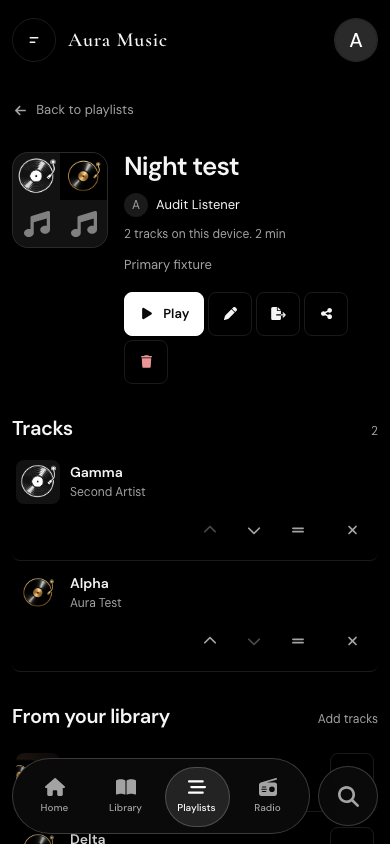 Aura Music
A
Back to playlists
Night test
A Audit Listener
2 tracks on this device. 2 min
Primary fixture
Play
Tracks
2
Gamma
Second Artist
Alpha
Aura Test
From your library
Add tracks
Home
Library
Playlists
Radio
Delta